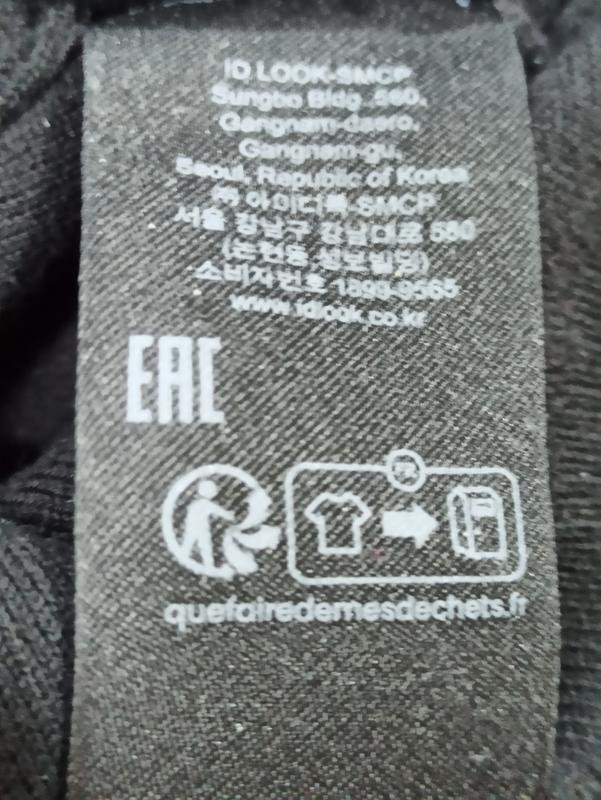 ID LOOK-SMCP
Sungbo Bldg. 580,
Gangnam-daero,
Gangnam-gu,
Seoul, Republic of Korea
㈜ 아이디룩-SMCP
서울 강남구 강남대로 580
(논현동,성보빌딩)
소비자번호 1899-9565
www.idlook.co.kr
EAC
FR
quefairedemesdechets.fr